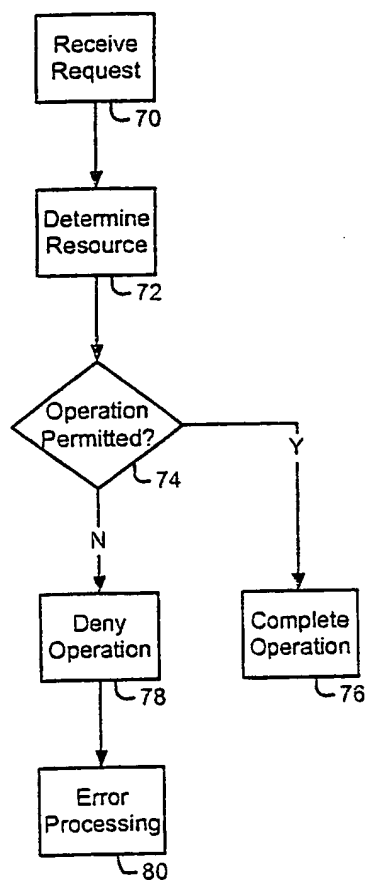 Receive
Request
70
Determine
Resource
72
Operation
Permitted?
74
Y
N
Deny
Operation
78
Complete
Operation
76
Error
Processing
80